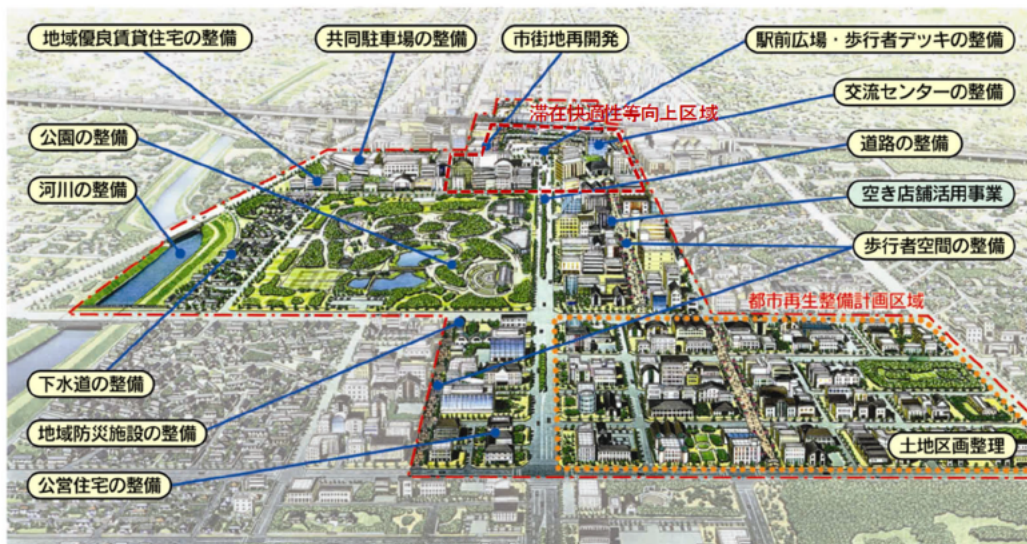 地域優良賃貸住宅の整備
共同駐車場の整備
市街地再開発
駅前広場・歩行者デッキの整備
滞在快適性等向上区域
交流センターの整備
公園の整備
道路の整備
河川の整備
空き店舗活用事業
歩行者空間の整備
都市再生整備計画区域
下水道の整備
地域防災施設の整備
土地区画整理
公営住宅の整備